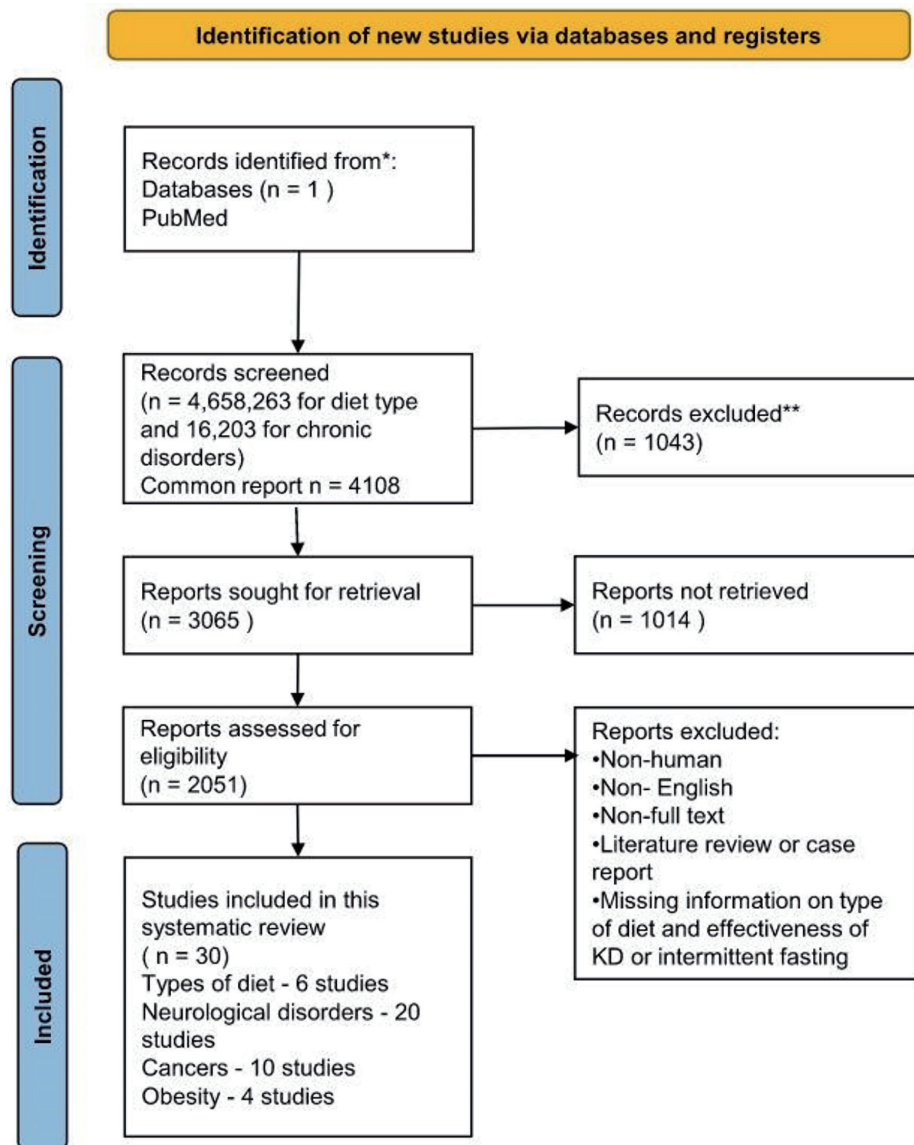 Identification of new studies via databases and registers
Identification
Records identified from*:
Databases (n = 1 )
PubMed
Screening
Records screened
(n = 4,658,263 for diet type
and 16,203 for chronic
disorders)
Common report n = 4108
Records excluded**
(n = 1043)
Reports sought for retrieval
(n = 3065 )
Reports not retrieved
(n = 1014 )
Reports assessed for
eligibility
(n = 2051)
Reports excluded:
•Non-human
•Non- English
•Non-full text
•Literature review or case
report
•Missing information on type
of diet and effectiveness of
KD or intermittent fasting
Included
Studies included in this
systematic review
( n = 30)
Types of diet - 6 studies
Neurological disorders - 20
studies
Cancers - 10 studies
Obesity - 4 studies